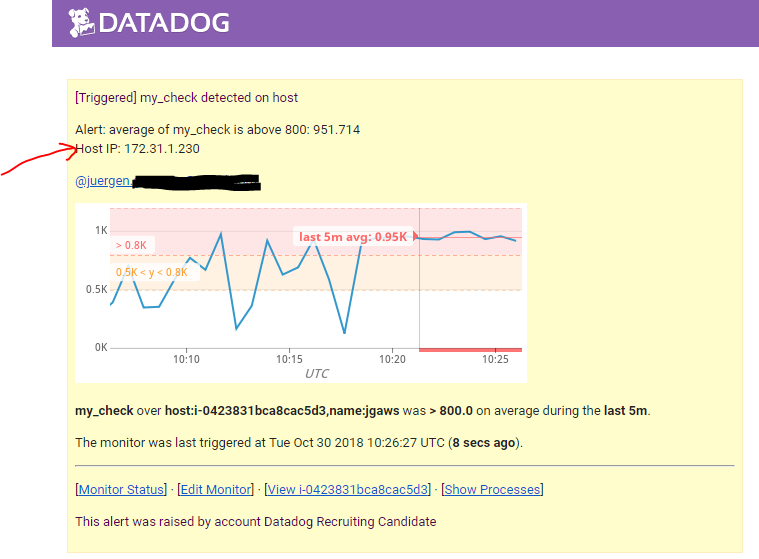 DATADOG
[Triggered] my_check detected on host
Alert: average of my_check is above 800: 951.714
Host IP: 172.31.1.230
@juergen.
1K
last 5m avg: 0.95K
> 0.8K
0.5K < y < 0.8K
0.5K
0K
10:10 10:15 10:20 10:25
UTC
my_check over host:i-0423831bca8cac5d3,name:jgaws was > 800.0 on average during the last 5m.
The monitor was last triggered at Tue Oct 30 2018 10:26:27 UTC (8 secs ago).
[Monitor Status] · [Edit Monitor] · [View i-0423831bca8cac5d3] · [Show Processes]
This alert was raised by account Datadog Recruiting Candidate